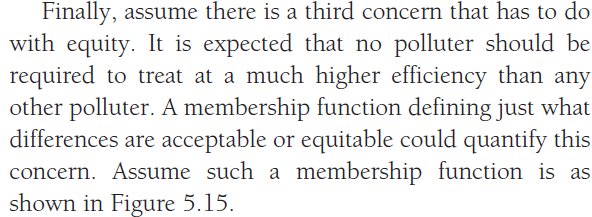 Finally, assume there is a third concern that has to do
with equity. It is expected that no polluter should be
required to treat at a much higher efficiency than any
other polluter. A membership function defining just what
differences are acceptable or equitable could quantify this
concern. Assume such a membership function is as
shown in Figure 5.15.